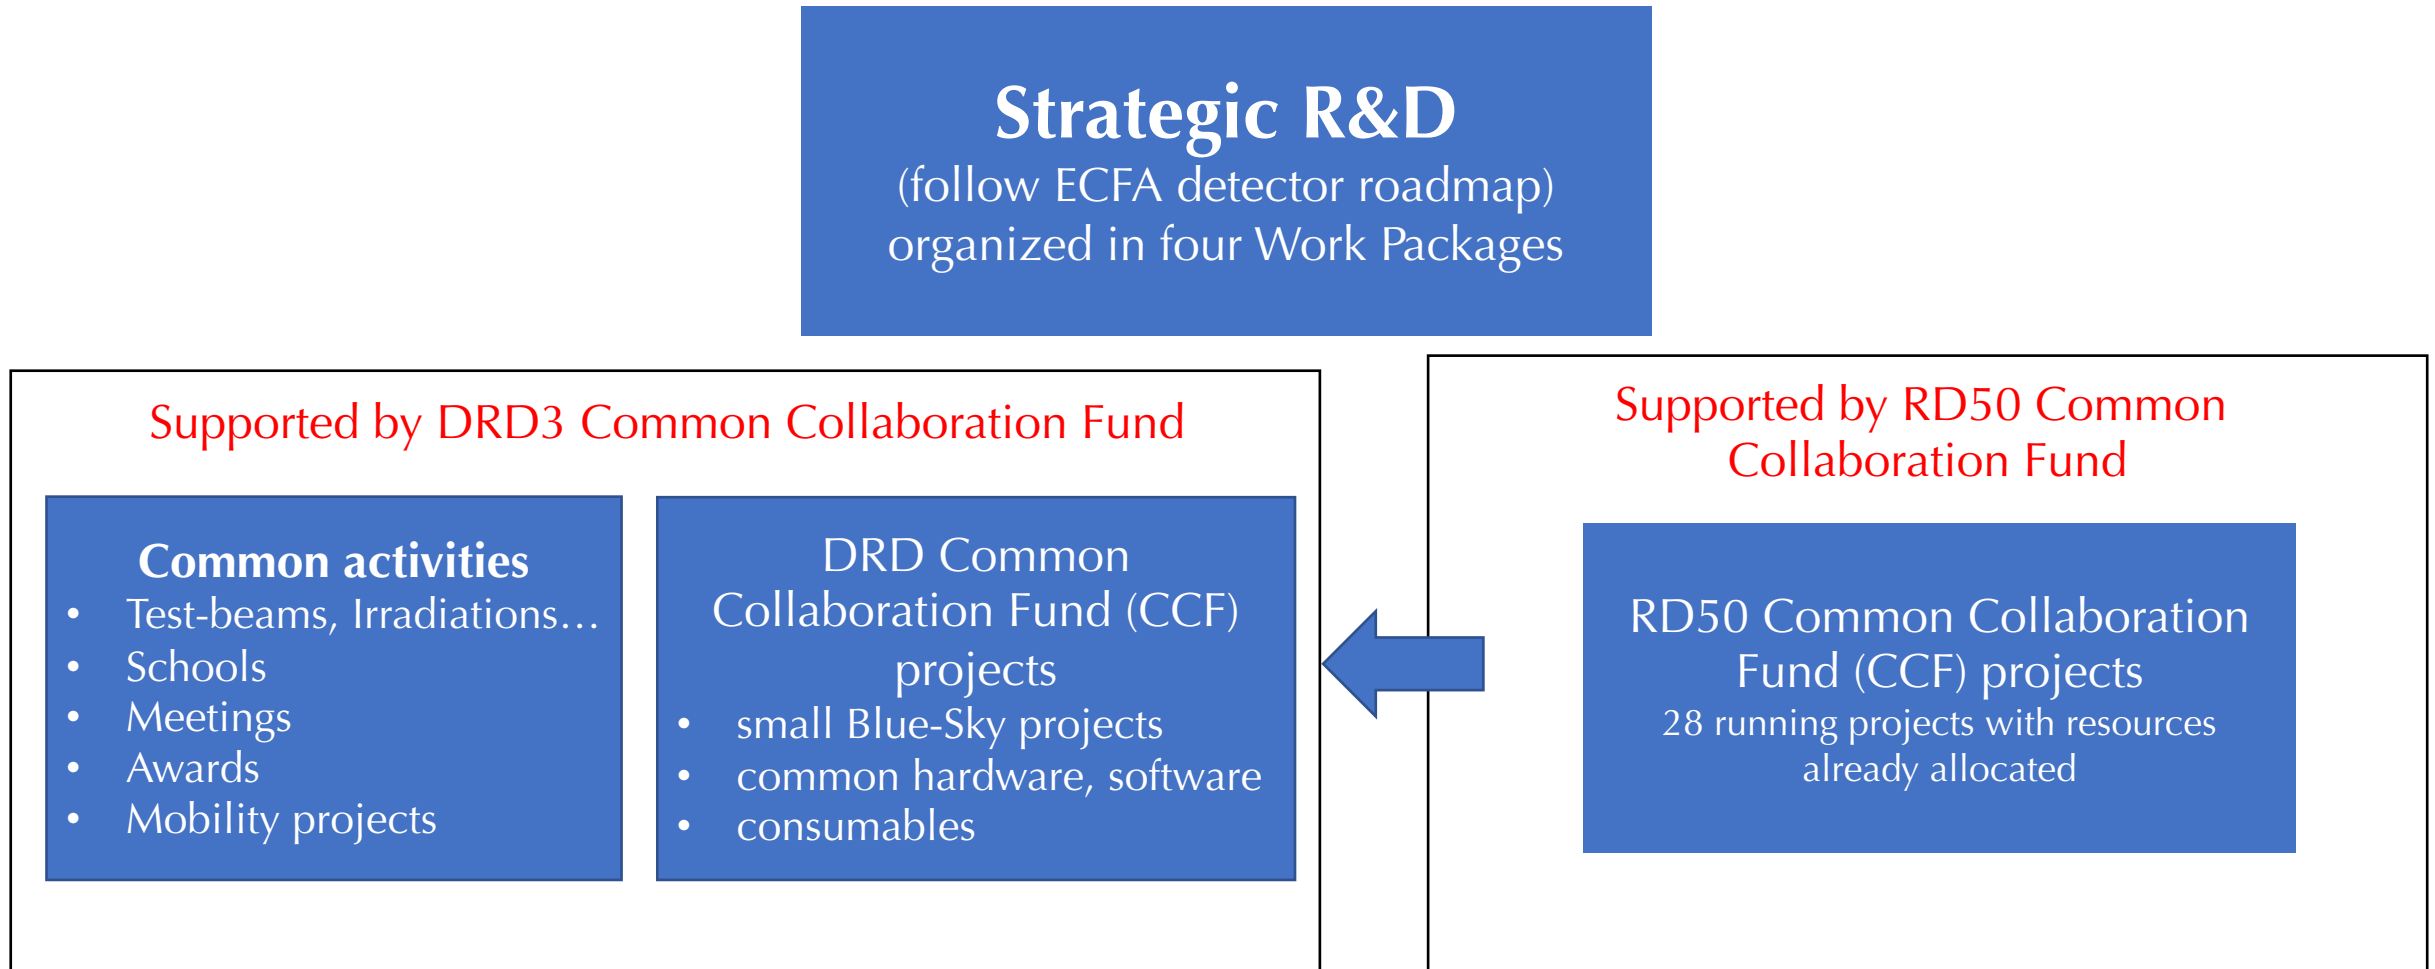 Strategic R&D
(follow ECFA detector roadmap)
organized in four Work Packages
Supported by DRD3 Common Collaboration Fund
Common activities
• Test-beams, Irradiations…
• Schools
• Meetings
• Awards
• Mobility projects
DRD Common
Collaboration Fund (CCF)
projects
• small Blue-Sky projects
• common hardware, software
• consumables
Supported by RD50 Common
Collaboration Fund
RD50 Common Collaboration
Fund (CCF) projects
28 running projects with resources
already allocated